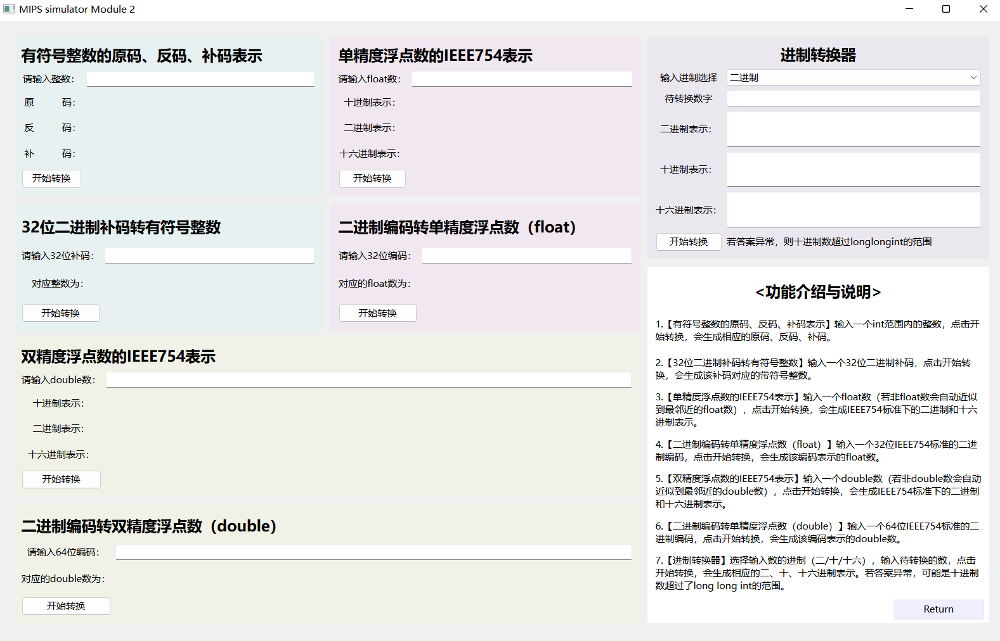 MIPS simulator Module 2
有符号整数的原码、反码、补码表示
请输入整数：
原 码：
反 码：
补 码：
开始转换
单精度浮点数的IEEE754表示
请输入float数：
十进制表示：
二进制表示：
十六进制表示：
开始转换
进制转换器
输入进制选择 二进制
待转换数字
二进制表示：
十进制表示：
十六进制表示：
开始转换 若答案异常，则十进制数超过longlongint的范围
32位二进制补码转有符号整数
请输入32位补码：
对应整数为：
开始转换
二进制编码转单精度浮点数（float）
请输入32位编码：
对应的float数为：
开始转换
双精度浮点数的IEEE754表示
请输入double数：
十进制表示：
二进制表示：
十六进制表示：
开始转换
二进制编码转双精度浮点数（double）
请输入64位编码：
对应的double数为：
开始转换
<功能介绍与说明>
1.【有符号整数的原码、反码、补码表示】输入一个int范围内的整数，点击开
始转换，会生成相应的原码、反码、补码。
2.【32位二进制补码转有符号整数】输入一个32位二进制补码，点击开始转
换，会生成该补码对应的带符号整数。
3.【单精度浮点数的IEEE754表示】输入一个float数（若非float数会自动近似
到最邻近的float数），点击开始转换，会生成IEEE754标准下的二进制和十六
进制表示。
4.【二进制编码转单精度浮点数（float）】输入一个32位IEEE754标准的二进
制编码，点击开始转换，会生成该编码表示的float数。
5.【双精度浮点数的IEEE754表示】输入一个double数（若非double数会自动
近似到最邻近的double数），点击开始转换，会生成IEEE754标准下的二进制
和十六进制表示。
6.【二进制编码转单精度浮点数（double）】输入一个64位IEEE754标准的二
进制编码，点击开始转换，会生成该编码表示的double数。
7.【进制转换器】选择输入数的进制（二/十/十六），输入待转换的数，点击
开始转换，会生成相应的二、十、十六进制表示。若答案异常，可能是十进制
数超过了long long int的范围。
Return